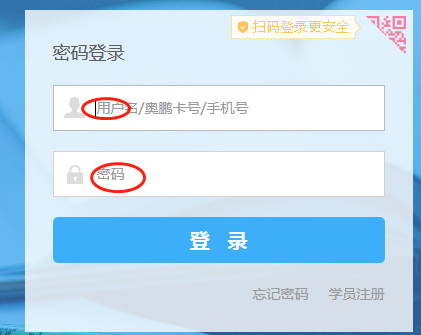 扫码登录更安全
密码登录
用户名/奥鹏卡号/手机号
密码
登 录
忘记密码 学员注册